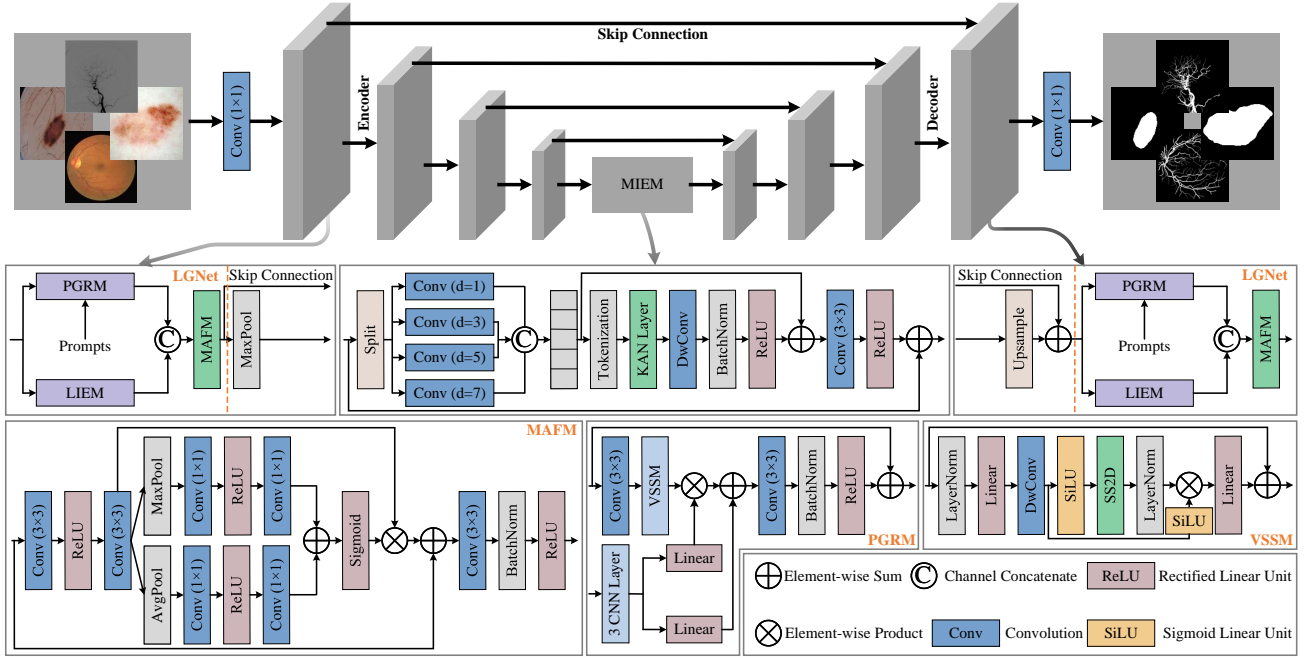 Skip Connection
Conv (1×1)
Encoder
MIEM
Decoder
Conv (1×1)
LGNet
Skip Connection
PGRM
Prompts
LIEM
C
MAFM
MaxPool
Split
Conv (d=1)
Conv (d=3)
Conv (d=5)
Conv (d=7)
C
Tokenization
KAN Layer
DwConv
BatchNorm
ReLU
Conv (3×3)
ReLU
Skip Connection
LGNet
Upsample
PGRM
Prompts
LIEM
C
MAFM
MAFM
Conv (3×3)
ReLU
Conv (3×3)
MaxPool
Conv (1×1)
ReLU
Conv (1×1)
AvgPool
Conv (1×1)
ReLU
Conv (1×1)
Sigmoid
Conv (3×3)
BatchNorm
ReLU
Conv (3×3)
VSSM
3 CNN Layer
Linear
Linear
Conv (3×3)
BatchNorm
ReLU
PGRM
LayerNorm
Linear
DwConv
SiLU
SS2D
LayerNorm
SiLU
Linear
VSSM
Element-wise Sum
C
Channel Concatenate
ReLU
Rectified Linear Unit
Element-wise Product
Conv
Convolution
SiLU
Sigmoid Linear Unit